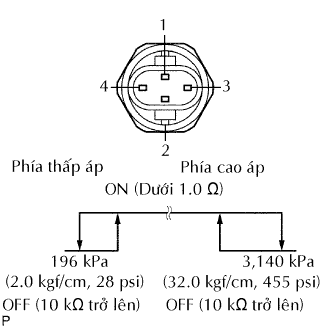 1
4
3
2
Phía thấp áp Phía cao áp
ON (Dưới 1.0 Ω)
196 kPa 3,140 kPa
(2.0 kgf/cm, 28 psi) (32.0 kgf/cm, 455 psi)
OFF (10 kΩ trở lên) OFF (10 kΩ trở lên)
P